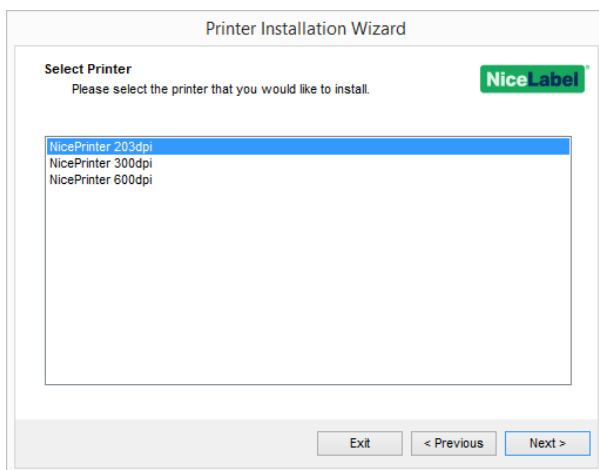 Printer Installation Wizard
Select Printer
Please select the printer that you would like to install.
NiceLabel
NicePrinter 203dpi
NicePrinter 300dpi
NicePrinter 600dpi
Exit
< Previous
Next >